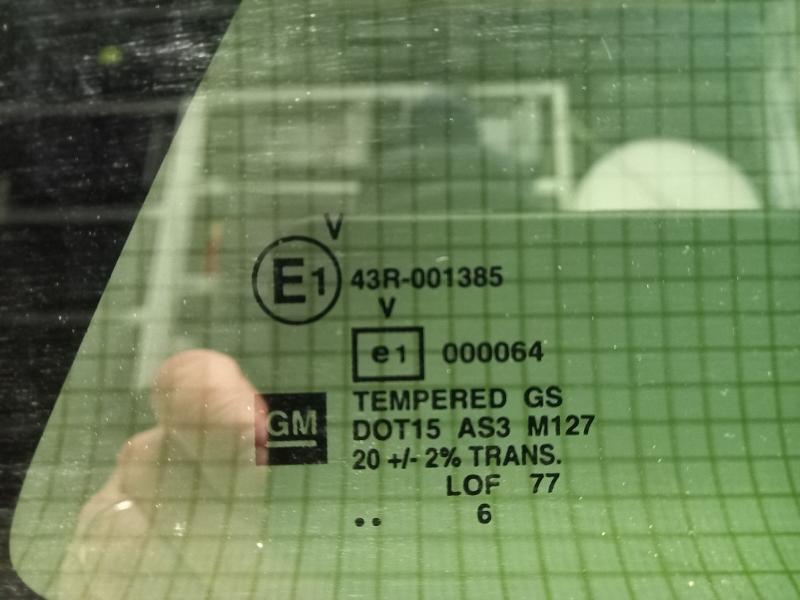 V
E1 43R-001385
V
e1 000064
GM
TEMPERED GS
DOT15 AS3 M127
20 +/- 2% TRANS.
LOF 77
.. 6